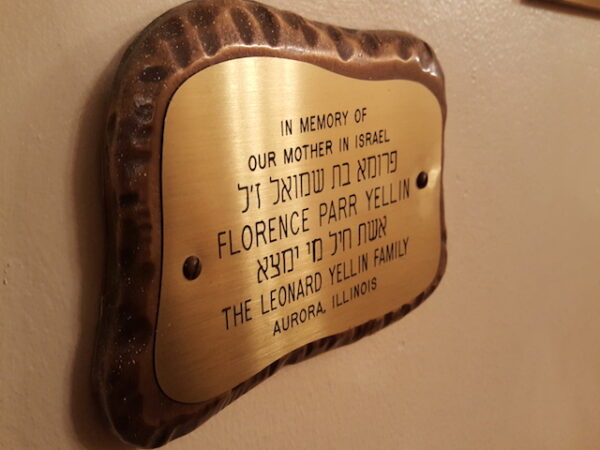 IN MEMORY OF
OUR MOTHER IN ISRAEL
פרומא בת שמואל ז'ל
FLORENCE PARR YELLIN
אשת חיל מי ימצא
THE LEONARD YELLIN FAMILY
AURORA, ILLINOIS